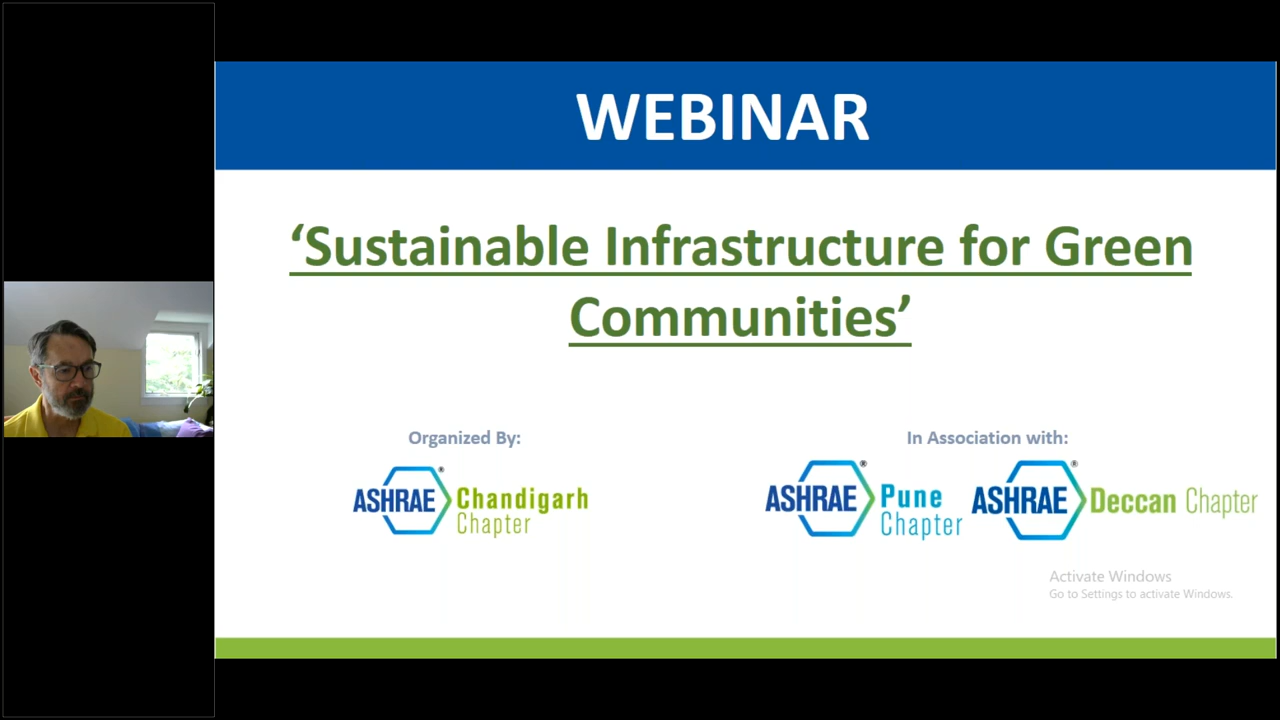 WEBINAR
‘Sustainable Infrastructure for Green
Communities’
Organized By:
ASHRAE® Chandigarh
Chapter
In Association with:
ASHRAE® Pune
Chapter
ASHRAE® Deccan Chapter
Activate Windows
Go to Settings to activate Windows.